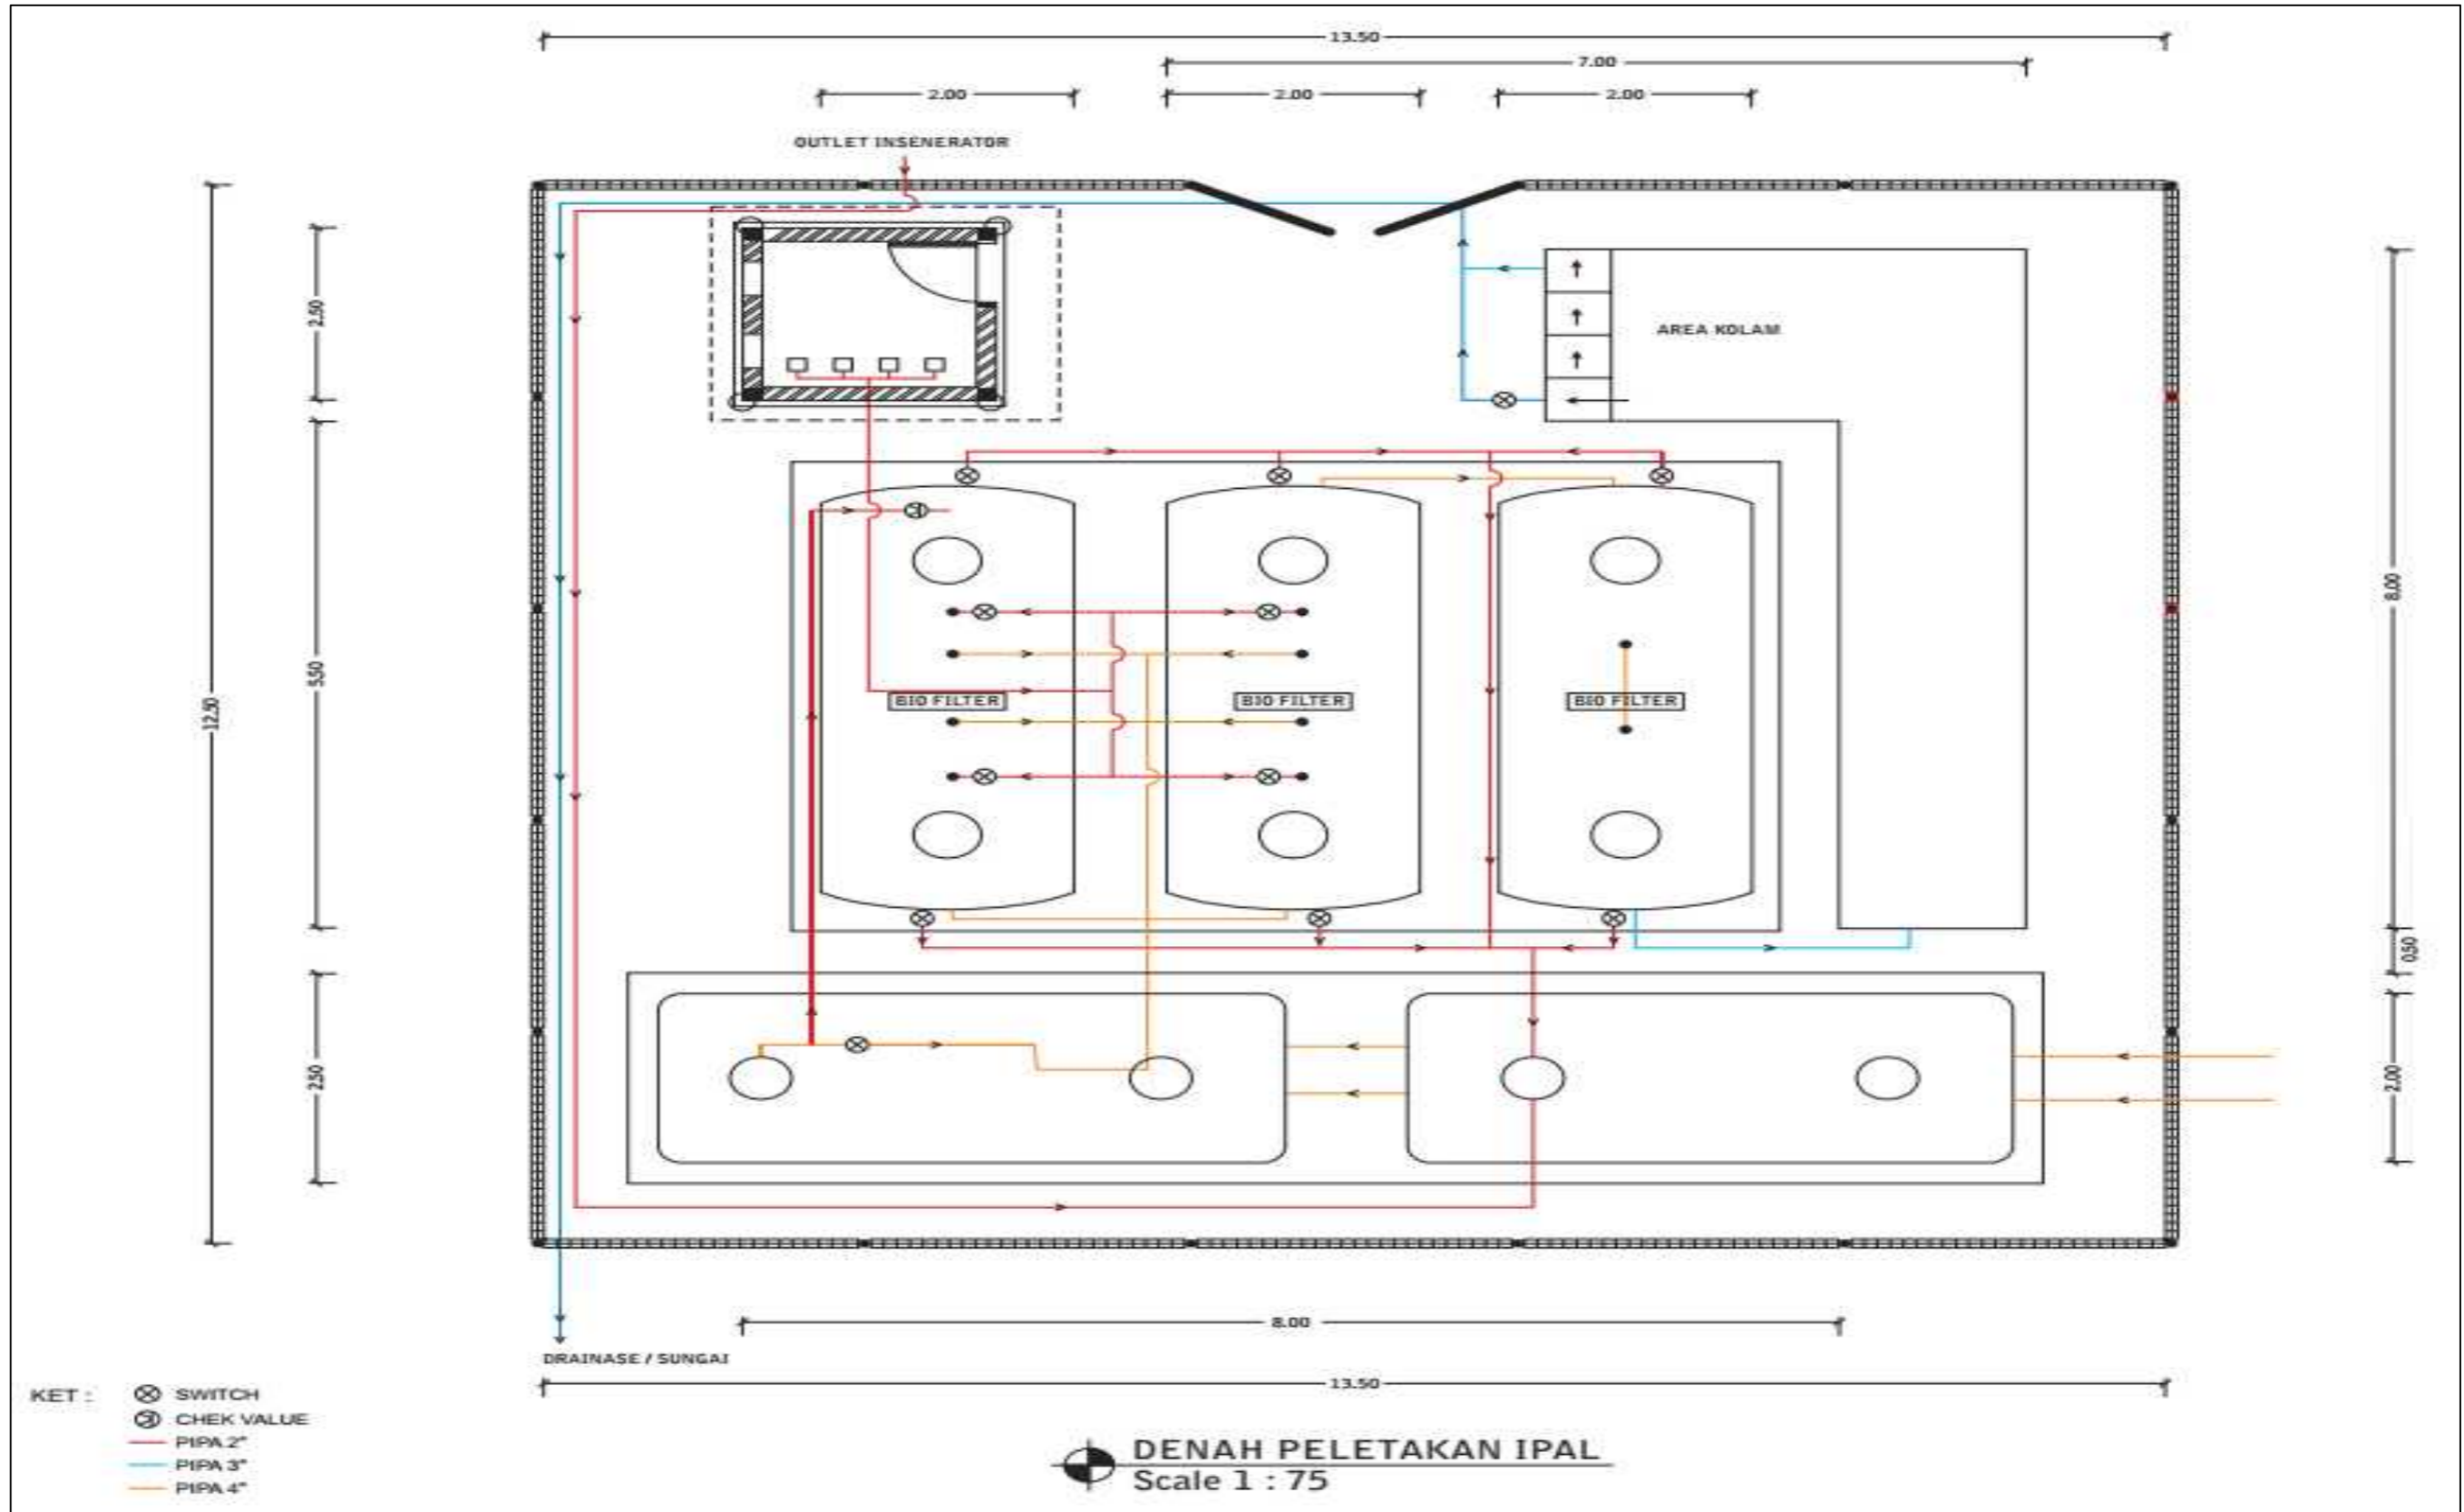 13.50
7.00
2.00
2.00
2.00
OUTLET INSENERATOR
2.50
AREA KOLAM
5.50
12.50
8.00
BIO FILTER
BIO FILTER
BIO FILTER
0.50
2.50
2.00
8.00
DRAINASE / SUNGAI
13.50
KET :
SWITCH
CHEK VALUE
PIPA 2"
PIPA 3"
PIPA 4"
DENAH PELETAKAN IPAL
Scale 1 : 75